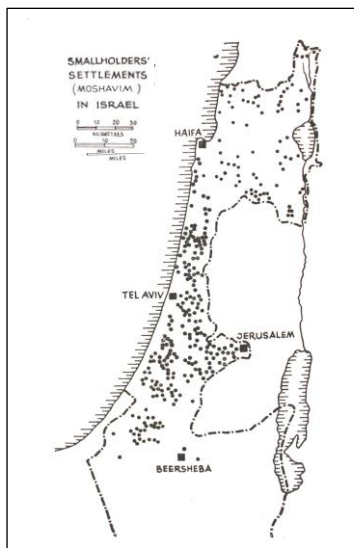 SMALLHOLDERS'
SETTLEMENTS
(MOSHAVIM)
IN ISRAEL
KILOMETRES
MILES
HAIFA
TEL AVIV
JERUSALEM
BEERSHEBA